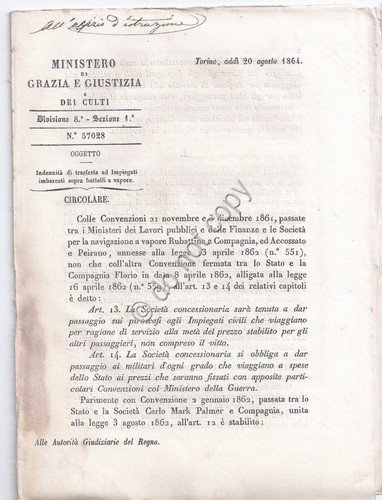 All'Uffizio d'istruzione
MINISTERO
DI
GRAZIA E GIUSTIZIA
E
DEI CULTI
Divisione 8.ª - Sezione 1.ª
N.° 57028
OGGETTO
Indennità di trasferta ad Impiegati
imbarcati sopra battelli a vapore.
Torino, addì 20 agosto 1864.
CIRCOLARE.
Colle Convenzioni 21 novembre e 3 dicembre 1861, passate
tra i Ministeri dei Lavori pubblici e delle Finanze e le Società
per la navigazione a vapore Rubattino e Compagnia, ed Accossato
e Peirano, annesse alla legge 3 aprile 1862 (n.° 551),
non che coll'altra Convenzione fermata tra lo Stato e la
Compagnia Florio in data 8 aprile 1862, alligata alla legge
16 aprile 1862 (n.° all'art. 13 e 14 dei relativi capitoli
è detto:
Art. 13. La Società concessionaria sarà tenuta a dar
passaggio sui piroscafi agli Impiegati civili che viaggiano
per ragione di servizio alla metà del prezzo stabilito per gli
altri passaggieri, non compreso il vitto.
Art. 14. La Società concessionaria si obbliga a dar
passaggio ai militari d'ogni grado che viaggiano a spese
dello Stato ai prezzi che saranno fissati con apposite parti-
colari Convenzioni col Ministero della Guerra.
Parimente con Convenzione 2 gennaio 1862, passata tra lo
Stato e la Società Carlo Mark Palmer e Compagnia, unita
alla legge 3 agosto 1862, all'art. 12 è stabilito:
Alle Autorità Giudiziarie del Regno.
do not copy